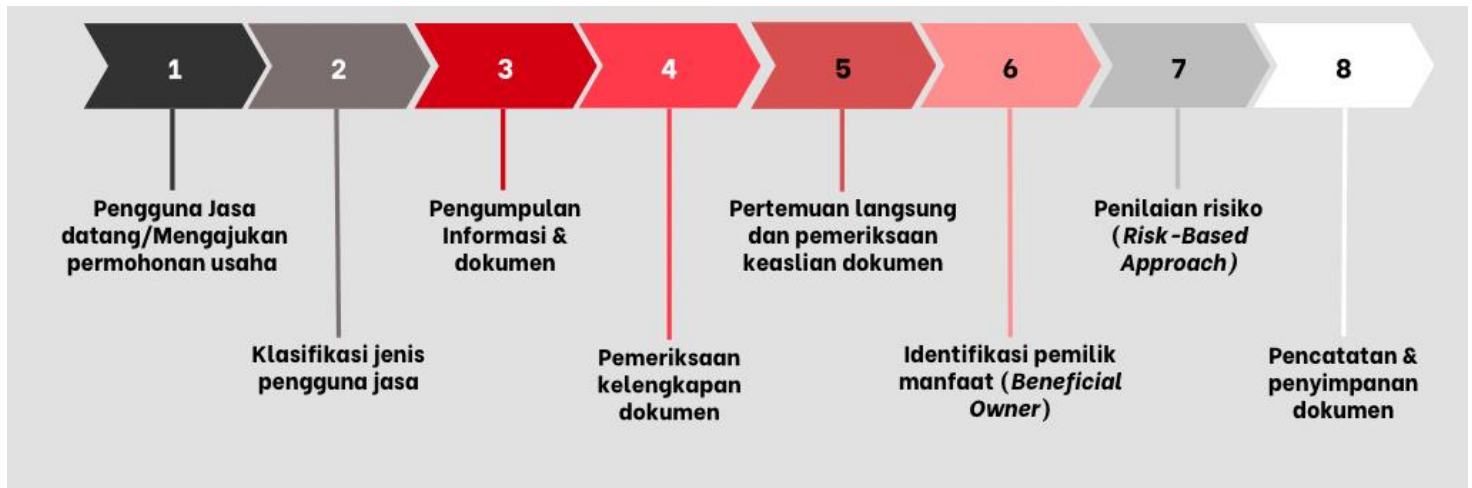 1
2
3
4
5
6
7
8
Pengguna Jasa
datang/Mengajukan
permohonan usaha
Klasifikasi jenis
pengguna jasa
Pengumpulan
Informasi &
dokumen
Pemeriksaan
kelengkapan
dokumen
Pertemuan langsung
dan pemeriksaan
keaslian dokumen
Identifikasi pemilik
manfaat (Beneficial
Owner)
Penilaian risiko
(Risk-Based
Approach)
Pencatatan &
penyimpanan
dokumen